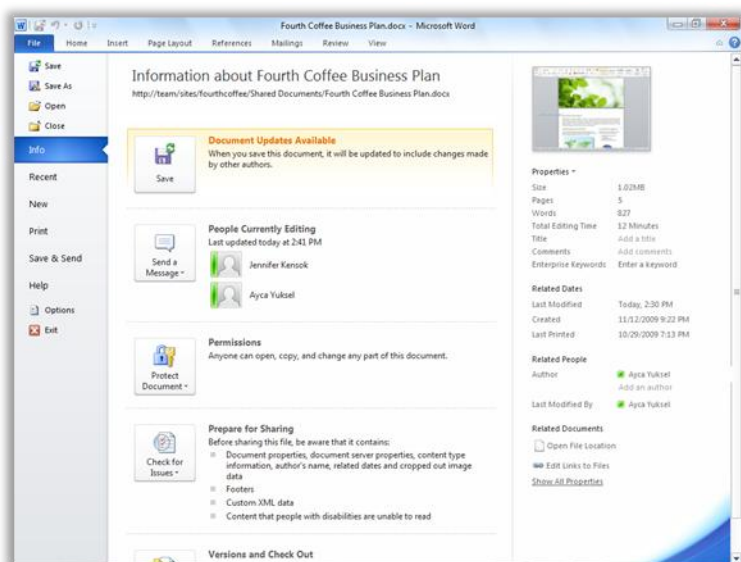 Fourth Coffee Business Plan.docx - Microsoft Word
File Home Insert Page Layout References Mailings Review View
Save
Save As
Open
Close
Info
Recent
New
Print
Save & Send
Help
Options
Exit
Information about Fourth Coffee Business Plan
http://team/sites/fourthcoffee/Shared Documents/Fourth Coffee Business Plan.docx
Save
Document Updates Available
When you save this document, it will be updated to include changes made
by other authors.
Send a
Message
People Currently Editing
Last updated today at 2:41 PM
Jennifer Kensok
Ayca Yuksel
Protect
Document
Permissions
Anyone can open, copy, and change any part of this document.
Check for
Issues
Prepare for Sharing
Before sharing this file, be aware that it contains:
Document properties, document server properties, content type
information, author's name, related dates and cropped out image
data
Footers
Custom XML data
Content that people with disabilities are unable to read
Versions and Check Out
Properties
Size 1.02MB
Pages 5
Words 827
Total Editing Time 12 Minutes
Title Add a title
Comments Add comments
Enterprise Keywords Enter a keyword
Related Dates
Last Modified Today, 2:30 PM
Created 11/12/2009 9:22 PM
Last Printed 10/29/2009 7:13 PM
Related People
Author Ayca Yuksel
Add an author
Last Modified By Ayca Yuksel
Related Documents
Open File Location
Edit Links to Files
Show All Properties